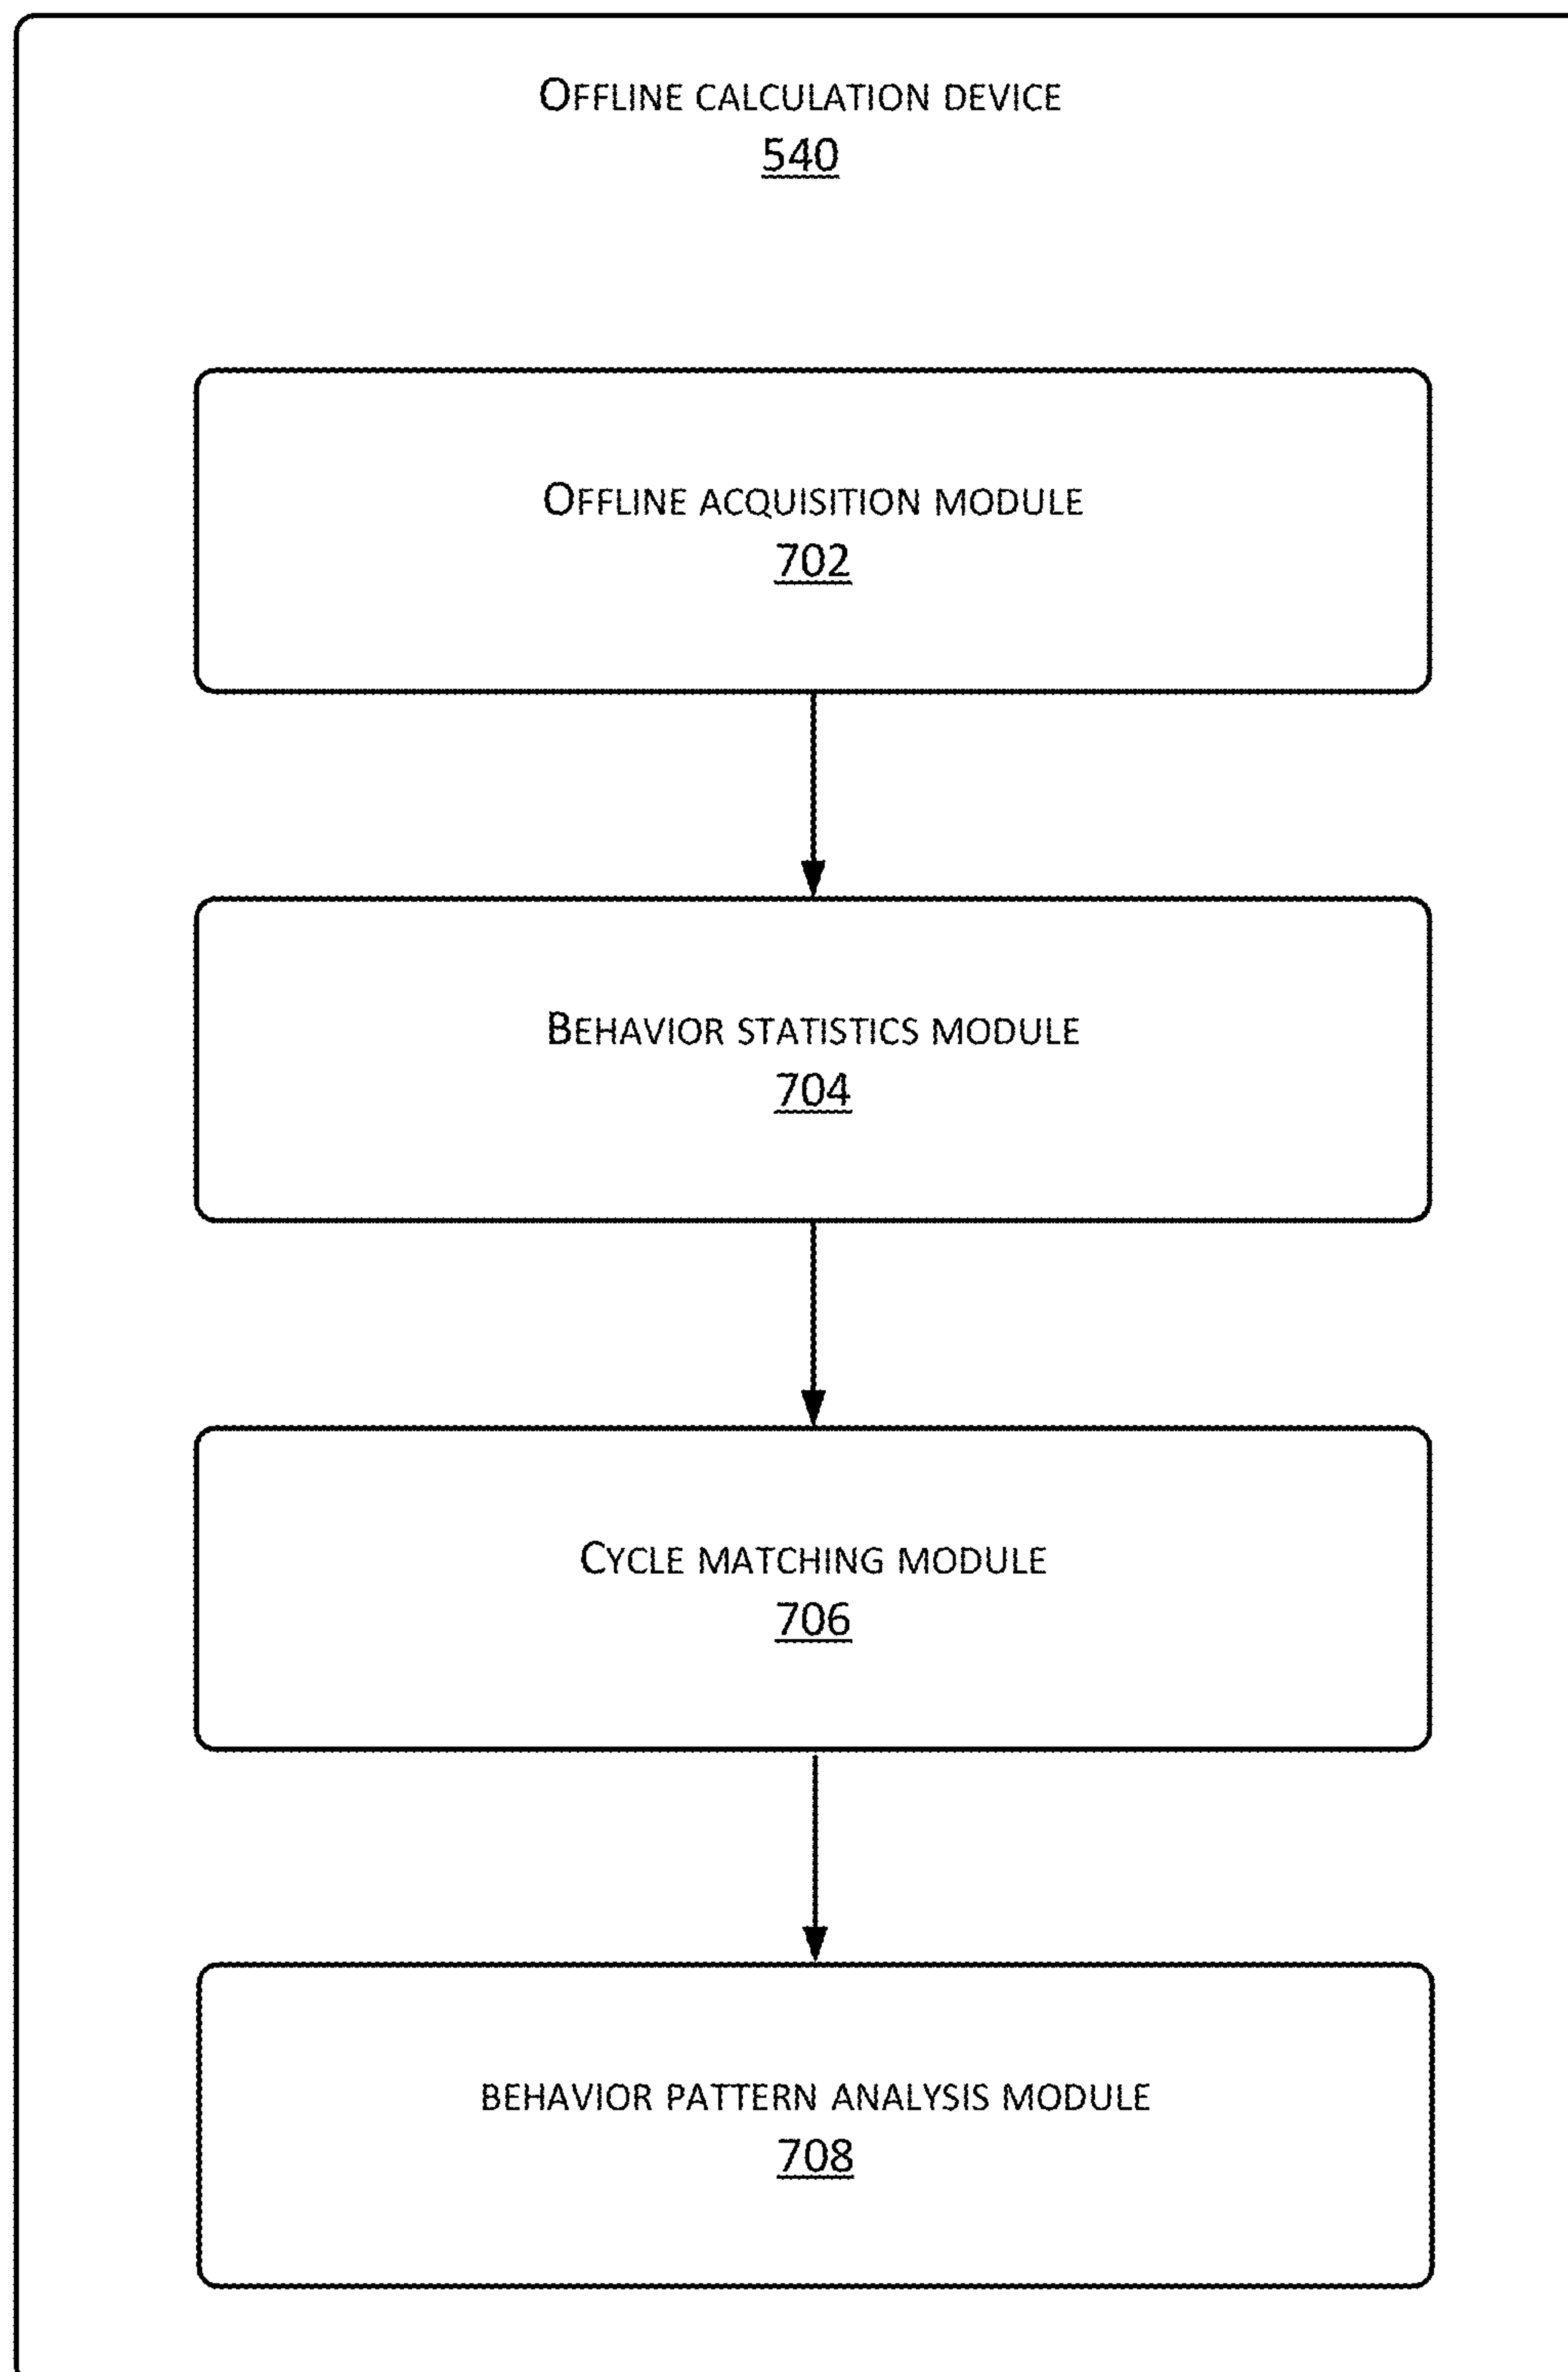 OFFLINE CALCULATION DEVICE
540
OFFLINE ACQUISITION MODULE
702
BEHAVIOR STATISTICS MODULE
704
CYCLE MATCHING MODULE
706
BEHAVIOR PATTERN ANALYSIS MODULE
708